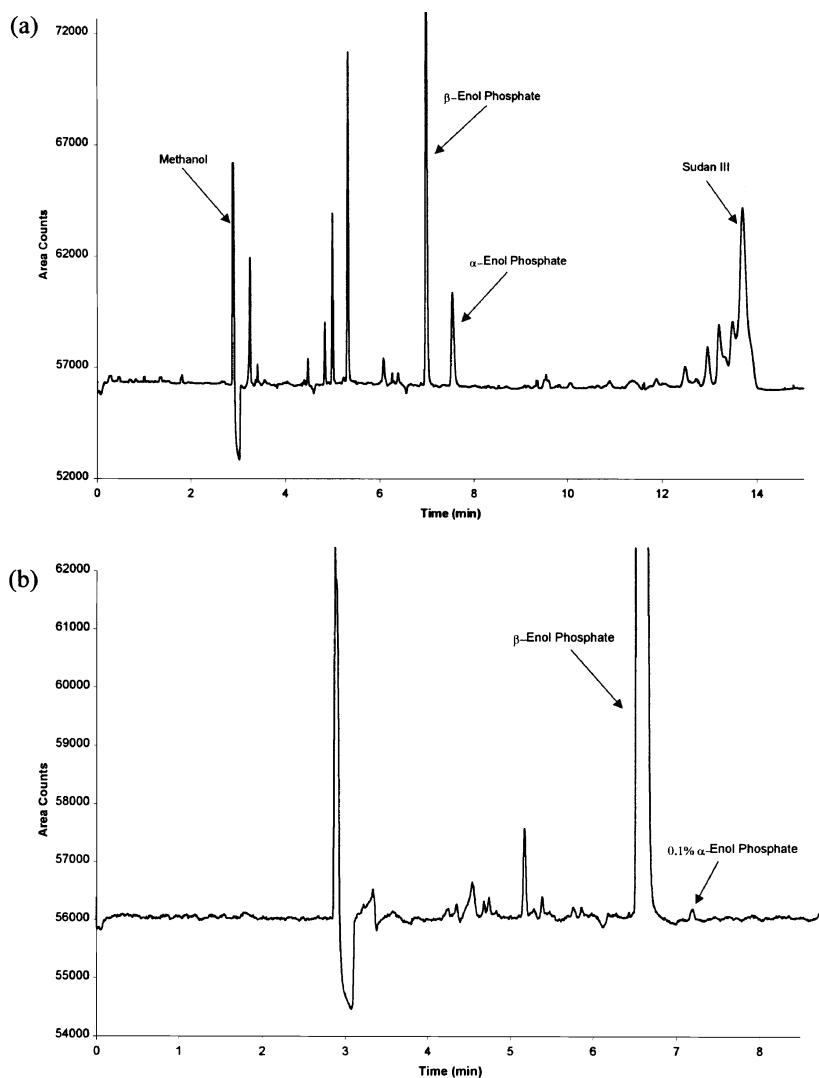 (a)
72000
67000
62000
57000
52000
Area Counts
Methanol
β-Enol Phosphate
α-Enol Phosphate
Sudan III
0 2 4 6 8 10 12 14
Time (min)
(b)
62000
61000
60000
59000
58000
57000
56000
55000
54000
Area Counts
β-Enol Phosphate
0.1% α-Enol Phosphate
0 1 2 3 4 5 6 7 8
Time (min)